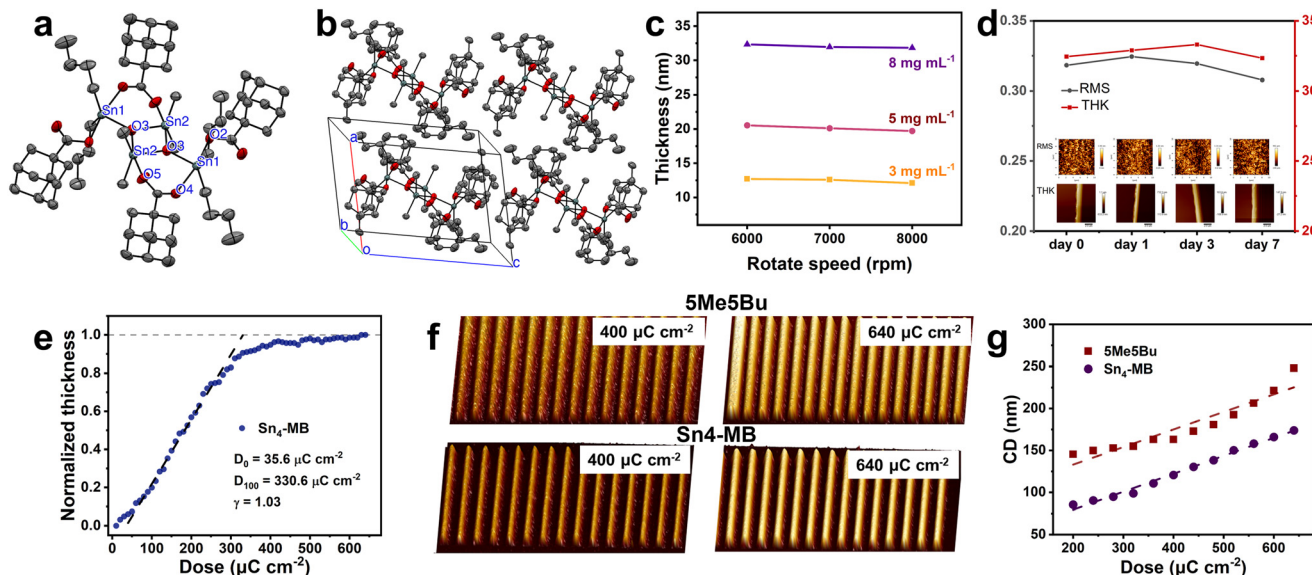 a
Sn1
Sn2
O3
O2
Sn2
O3
Sn1
O5
O4
b
a
b
o
c
c
Thickness (nm)
35
30
25
20
15
10
8 mg mL⁻¹
5 mg mL⁻¹
3 mg mL⁻¹
6000 7000 8000
Rotate speed (rpm)
d
0.35
0.30
0.25
0.20
RMS
THK
RMS
THK
day 0 day 1 day 3 day 7
e
Normalized thickness
1.0
0.8
0.6
0.4
0.2
0.0
Sn₄-MB
D₀ = 35.6 μC cm⁻²
D₁₀₀ = 330.6 μC cm⁻²
γ = 1.03
0 100 200 300 400 500 600
Dose (μC cm⁻²)
f
5Me5Bu
400 μC cm⁻²
640 μC cm⁻²
Sn4-MB
400 μC cm⁻²
640 μC cm⁻²
g
CD (nm)
300
250
200
150
100
50
5Me5Bu
Sn₄-MB
200 300 400 500 600
Dose (μC cm⁻²)